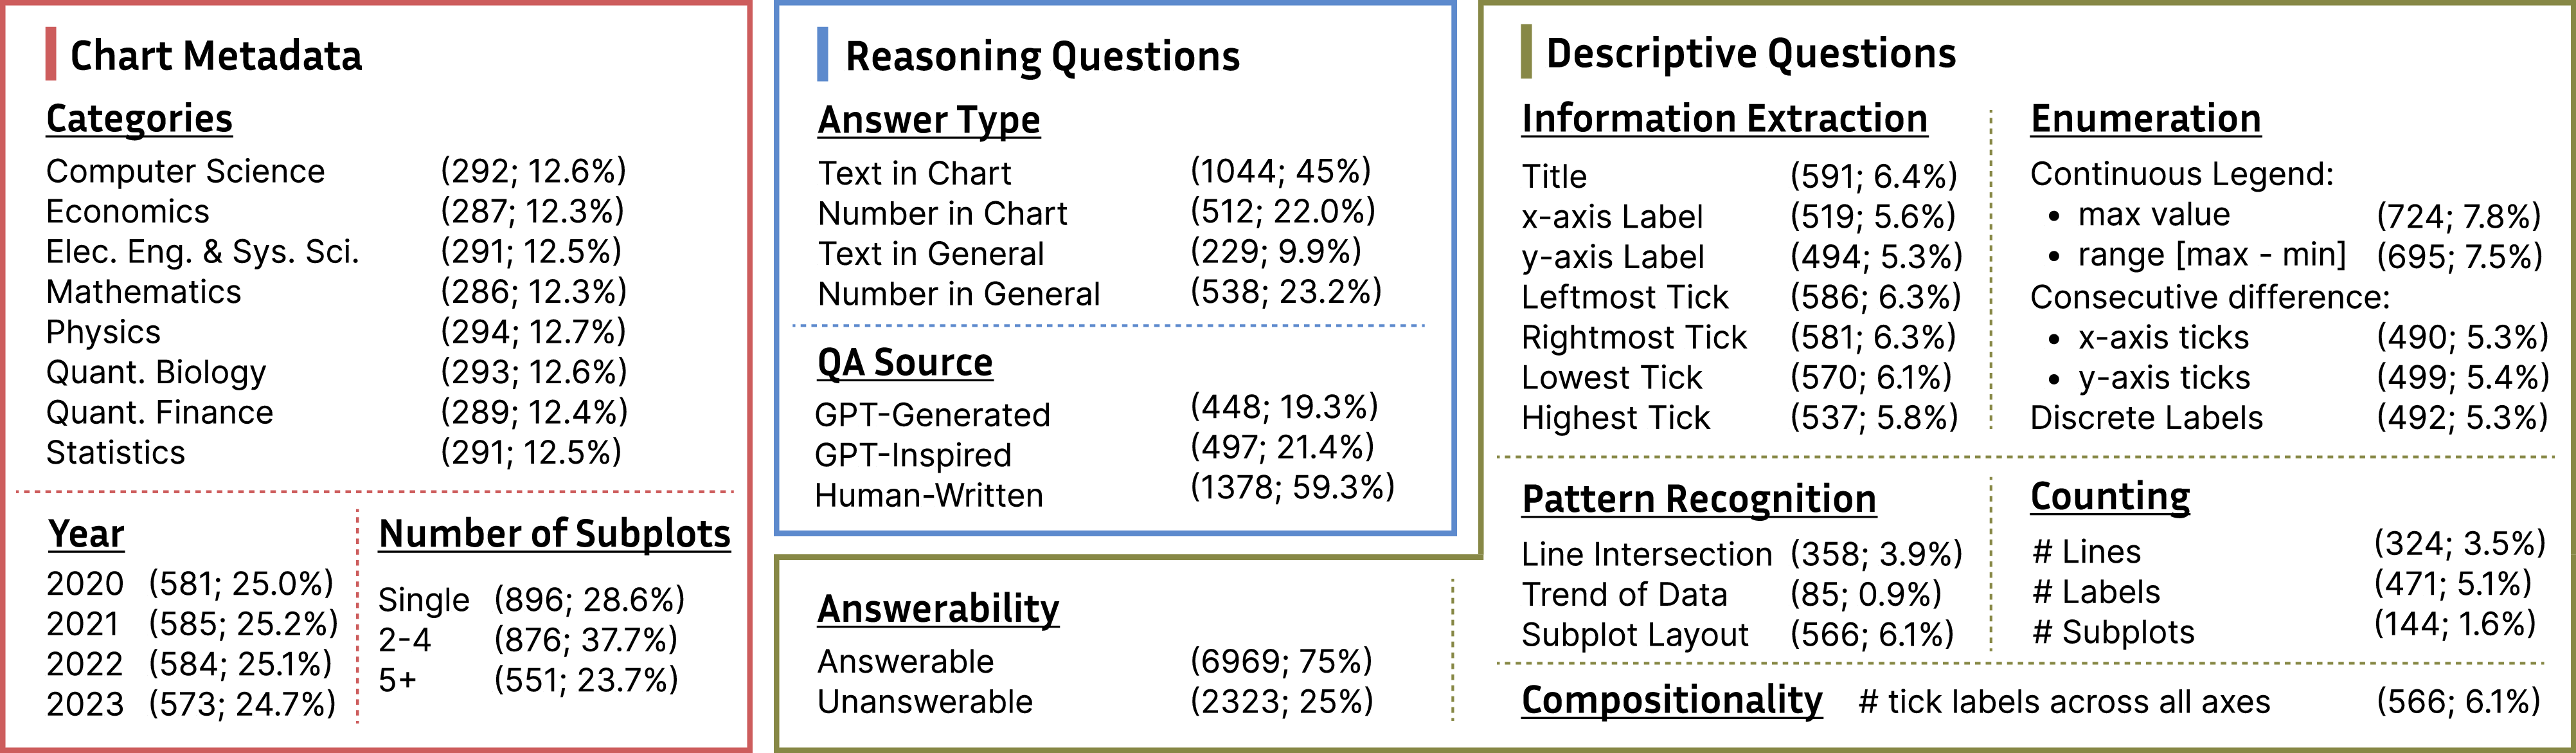 Chart Metadata
Categories
Computer Science (292; 12.6%)
Economics (287; 12.3%)
Elec. Eng. & Sys. Sci. (291; 12.5%)
Mathematics (286; 12.3%)
Physics (294; 12.7%)
Quant. Biology (293; 12.6%)
Quant. Finance (289; 12.4%)
Statistics (291; 12.5%)
Year
2020 (581; 25.0%)
2021 (585; 25.2%)
2022 (584; 25.1%)
2023 (573; 24.7%)
Number of Subplots
Single (896; 28.6%)
2-4 (876; 37.7%)
5+ (551; 23.7%)
Reasoning Questions
Answer Type
Text in Chart (1044; 45%)
Number in Chart (512; 22.0%)
Text in General (229; 9.9%)
Number in General (538; 23.2%)
QA Source
GPT-Generated (448; 19.3%)
GPT-Inspired (497; 21.4%)
Human-Written (1378; 59.3%)
Descriptive Questions
Information Extraction
Title (591; 6.4%)
x-axis Label (519; 5.6%)
y-axis Label (494; 5.3%)
Leftmost Tick (586; 6.3%)
Rightmost Tick (581; 6.3%)
Lowest Tick (570; 6.1%)
Highest Tick (537; 5.8%)
Enumeration
Continuous Legend:
• max value (724; 7.8%)
• range [max - min] (695; 7.5%)
Consecutive difference:
• x-axis ticks (490; 5.3%)
• y-axis ticks (499; 5.4%)
Discrete Labels (492; 5.3%)
Pattern Recognition
Line Intersection (358; 3.9%)
Trend of Data (85; 0.9%)
Subplot Layout (566; 6.1%)
Counting
# Lines (324; 3.5%)
# Labels (471; 5.1%)
# Subplots (144; 1.6%)
Answerability
Answerable (6969; 75%)
Unanswerable (2323; 25%)
Compositionality # tick labels across all axes (566; 6.1%)